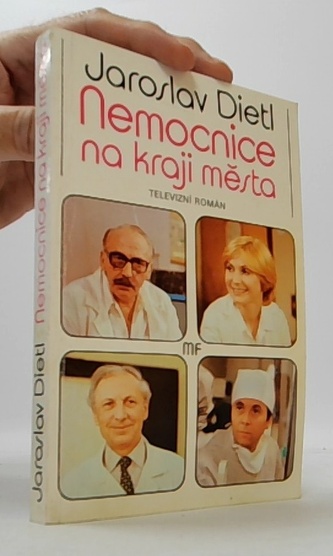 Jaroslav Dietl
Nemocnice
na kraji města
TELEVIZNÍ ROMÁN
MF
Jaroslav Dietl Nemocnice na kraji města